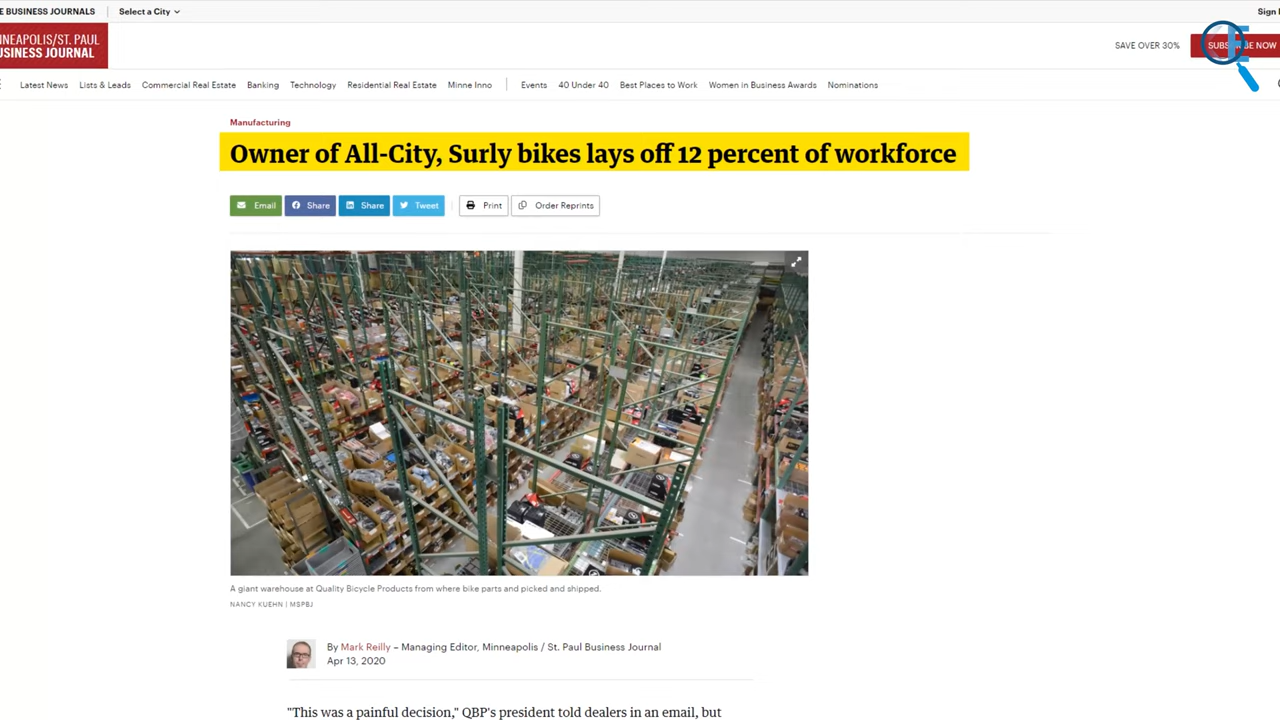 E BUSINESS JOURNALS Select a City Sign I
NEAPOLIS/ST. PAUL
USINESS JOURNAL
SAVE OVER 30% SUBSCRIBE NOW
Latest News Lists & Leads Commercial Real Estate Banking Technology Residential Real Estate Minne Inno Events 40 Under 40 Best Places to Work Women in Business Awards Nominations
Manufacturing
Owner of All-City, Surly bikes lays off 12 percent of workforce
Email Share Share Tweet Print Order Reprints
A giant warehouse at Quality Bicycle Products from where bike parts and picked and shipped.
NANCY KUEHN | MSPBJ
By Mark Reilly – Managing Editor, Minneapolis / St. Paul Business Journal
Apr 13, 2020
"This was a painful decision," QBP's president told dealers in an email, but